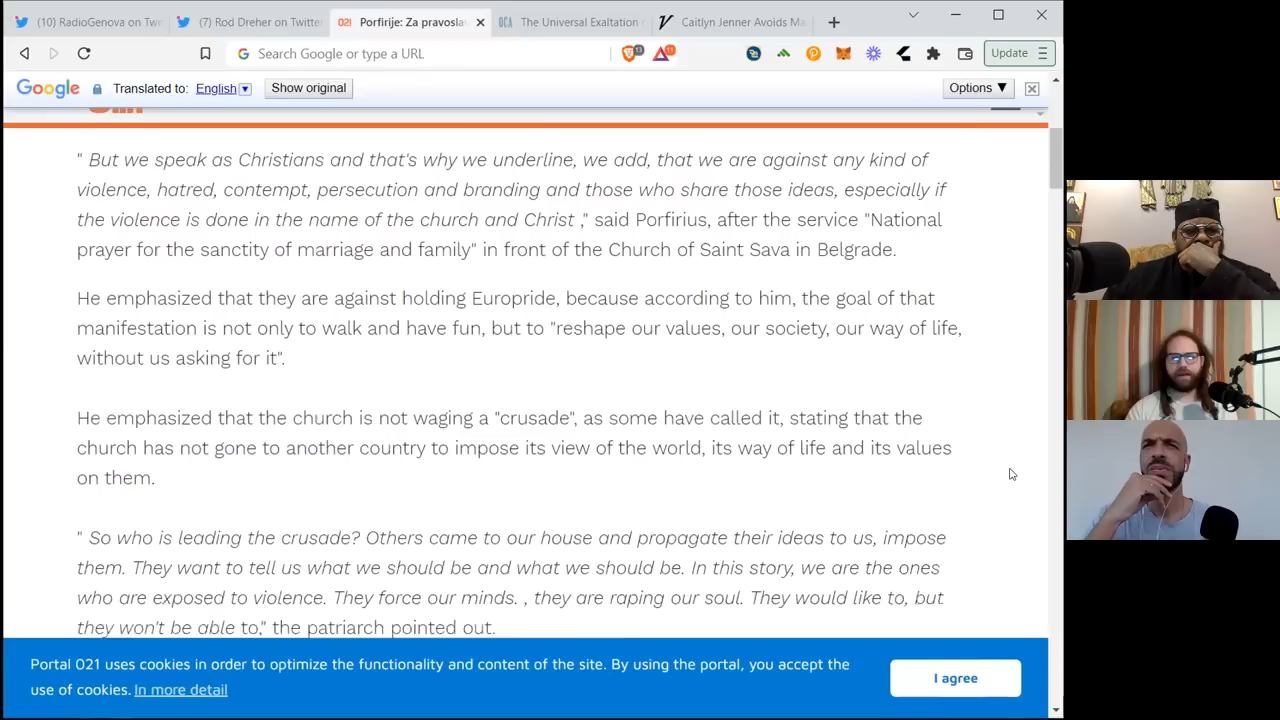 (10) RadioGenova on Twi
(7) Rod Dreher on Twitter
021 Porfirije: Za pravosla
OCA The Universal Exaltation
Caitlyn Jenner Avoids Ma
Search Google or type a URL
13
11
Update
Google Translated to: English Show original Options ▼
" But we speak as Christians and that's why we underline, we add, that we are against any kind of
violence, hatred, contempt, persecution and branding and those who share those ideas, especially if
the violence is done in the name of the church and Christ ," said Porfirius, after the service "National
prayer for the sanctity of marriage and family" in front of the Church of Saint Sava in Belgrade.
He emphasized that they are against holding Europride, because according to him, the goal of that
manifestation is not only to walk and have fun, but to "reshape our values, our society, our way of life,
without us asking for it".
He emphasized that the church is not waging a "crusade", as some have called it, stating that the
church has not gone to another country to impose its view of the world, its way of life and its values
on them.
" So who is leading the crusade? Others came to our house and propagate their ideas to us, impose
them. They want to tell us what we should be and what we should be. In this story, we are the ones
who are exposed to violence. They force our minds. , they are raping our soul. They would like to, but
they won't be able to," the patriarch pointed out.
Portal 021 uses cookies in order to optimize the functionality and content of the site. By using the portal, you accept the
use of cookies. In more detail
I agree